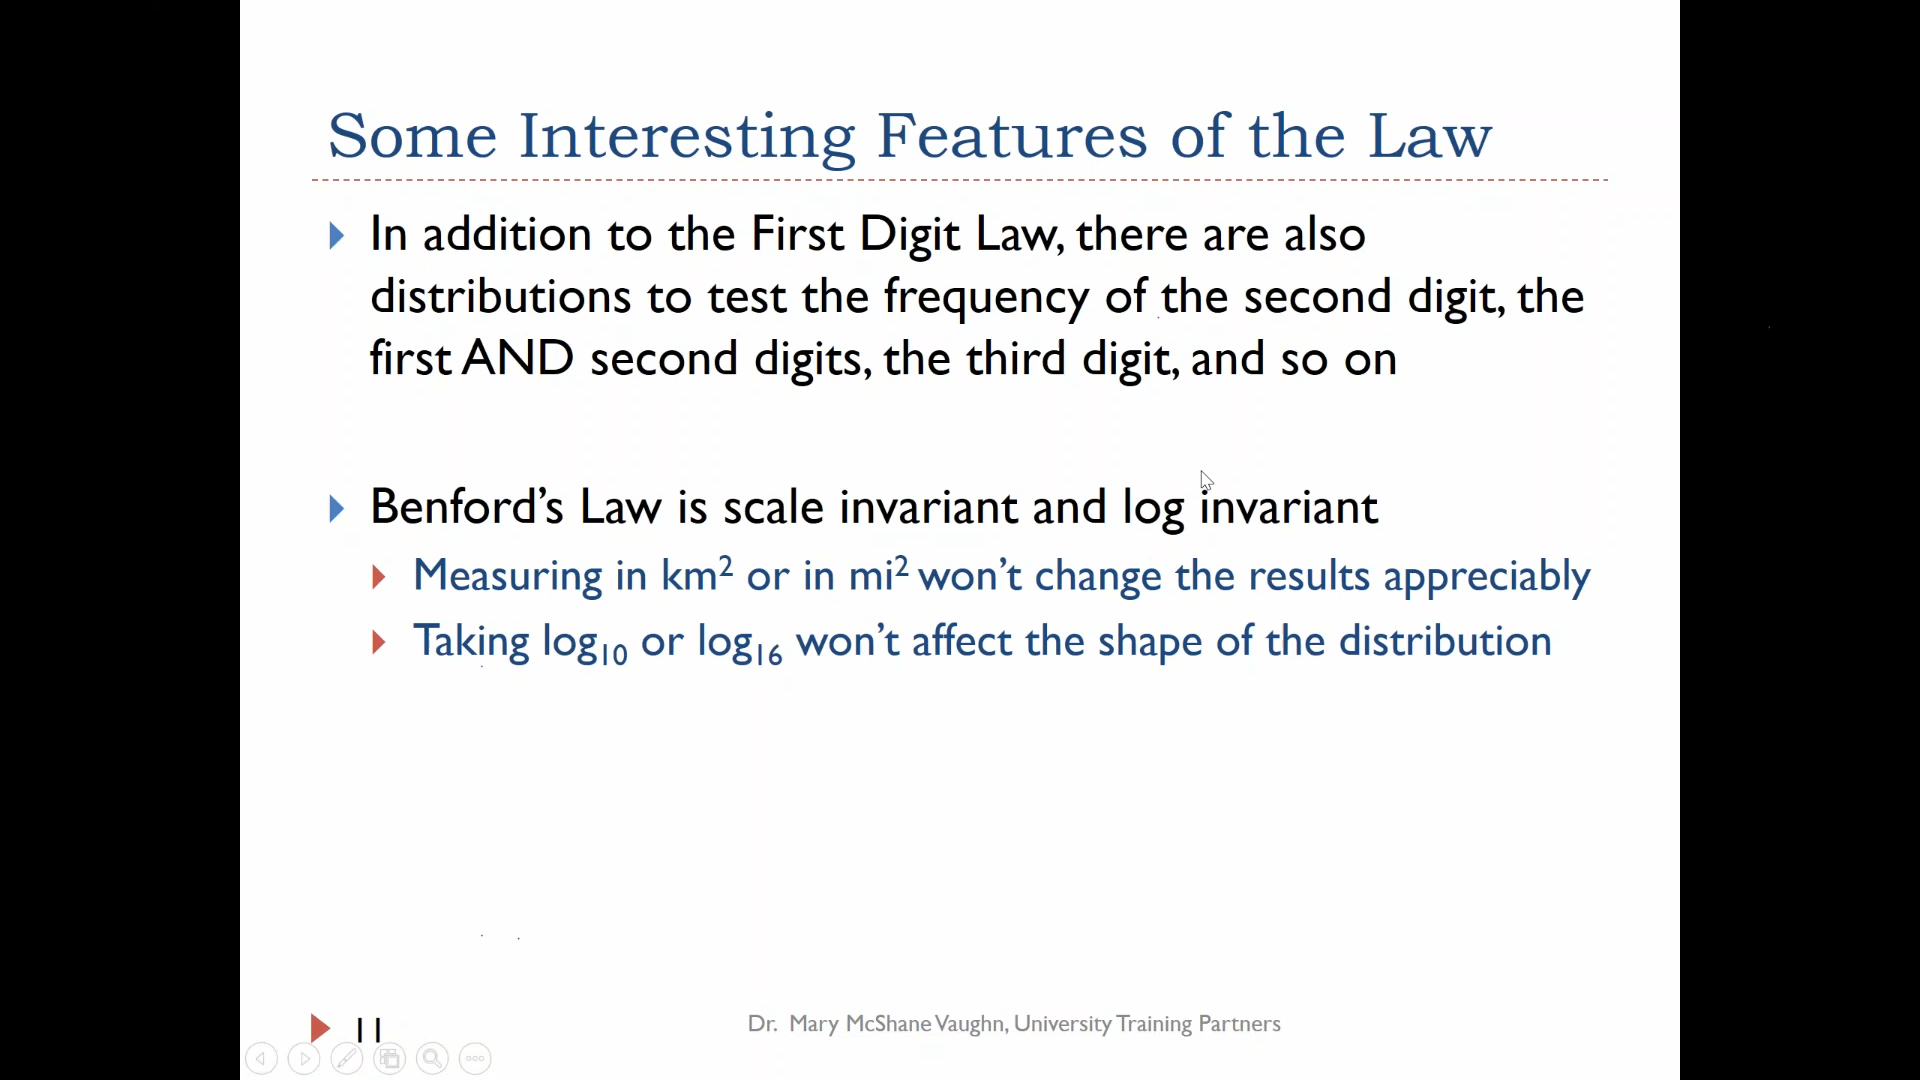 Some Interesting Features of the Law
In addition to the First Digit Law, there are also
distributions to test the frequency of the second digit, the
first AND second digits, the third digit, and so on
Benford’s Law is scale invariant and log invariant
Measuring in km² or in mi² won’t change the results appreciably
Taking log₁₀ or log₁₆ won’t affect the shape of the distribution
11
Dr. Mary McShane Vaughn, University Training Partners